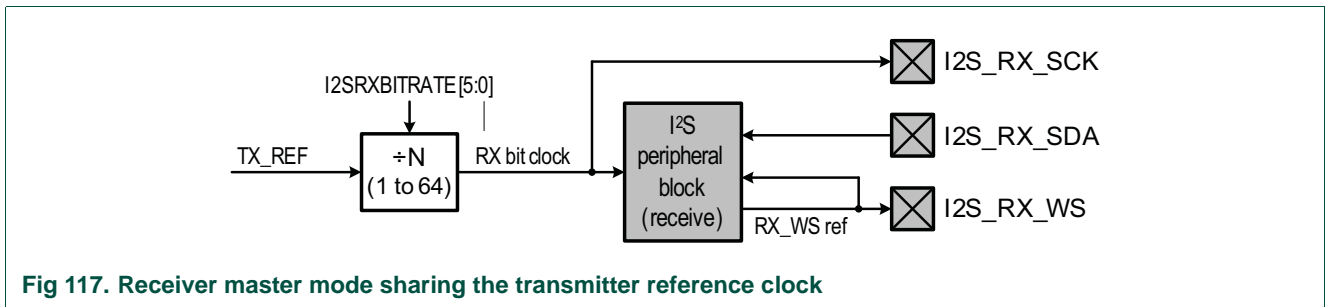 I2S_RX_SCK
I2SRXBITRATE[5:0]
TX_REF
÷N
(1 to 64)
RX bit clock
I²S
peripheral
block
(receive)
I2S_RX_SDA
RX_WS ref
I2S_RX_WS
Fig 117. Receiver master mode sharing the transmitter reference clock